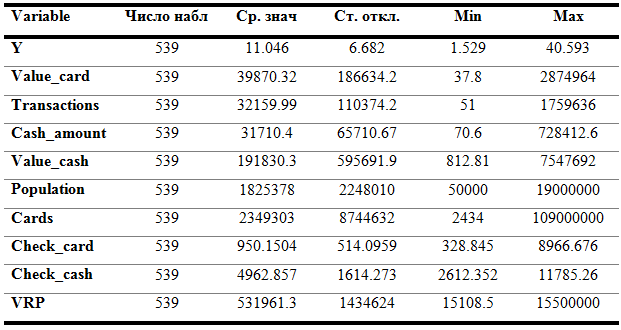 Variable Число набл Ср. знач Ст. откл. Min Max
Y 539 11.046 6.682 1.529 40.593
Value_card 539 39870.32 186634.2 37.8 2874964
Transactions 539 32159.99 110374.2 51 1759636
Cash_amount 539 31710.4 65710.67 70.6 728412.6
Value_cash 539 191830.3 595691.9 812.81 7547692
Population 539 1825378 2248010 50000 19000000
Cards 539 2349303 8744632 2434 109000000
Check_card 539 950.1504 514.0959 328.845 8966.676
Check_cash 539 4962.857 1614.273 2612.352 11785.26
VRP 539 531961.3 1434624 15108.5 15500000